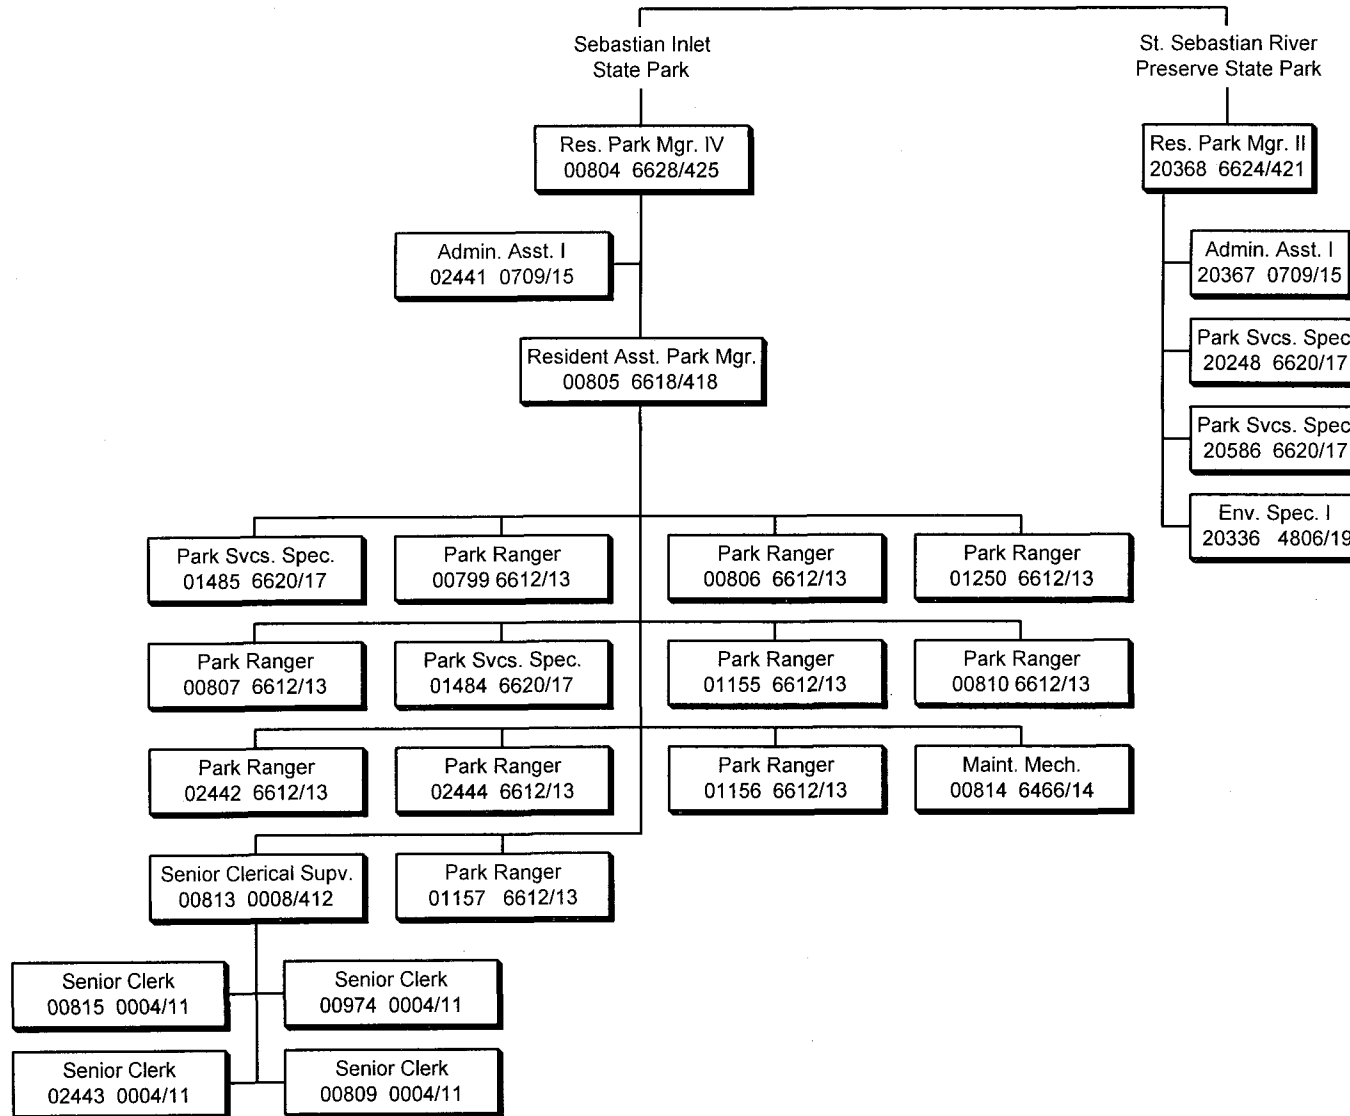 Sebastian Inlet
State Park
St. Sebastian River
Preserve State Park
Res. Park Mgr. IV
00804 6628/425
Res. Park Mgr. II
20368 6624/421
Admin. Asst. I
02441 0709/15
Admin. Asst. I
20367 0709/15
Resident Asst. Park Mgr.
00805 6618/418
Park Svcs. Spec
20248 6620/17
Park Svcs. Spec
20586 6620/17
Env. Spec. I
20336 4806/19
Park Svcs. Spec.
01485 6620/17
Park Ranger
00799 6612/13
Park Ranger
00806 6612/13
Park Ranger
01250 6612/13
Park Ranger
00807 6612/13
Park Svcs. Spec.
01484 6620/17
Park Ranger
01155 6612/13
Park Ranger
00810 6612/13
Park Ranger
02442 6612/13
Park Ranger
02444 6612/13
Park Ranger
01156 6612/13
Maint. Mech.
00814 6466/14
Senior Clerical Supv.
00813 0008/412
Park Ranger
01157 6612/13
Senior Clerk
00815 0004/11
Senior Clerk
00974 0004/11
Senior Clerk
02443 0004/11
Senior Clerk
00809 0004/11